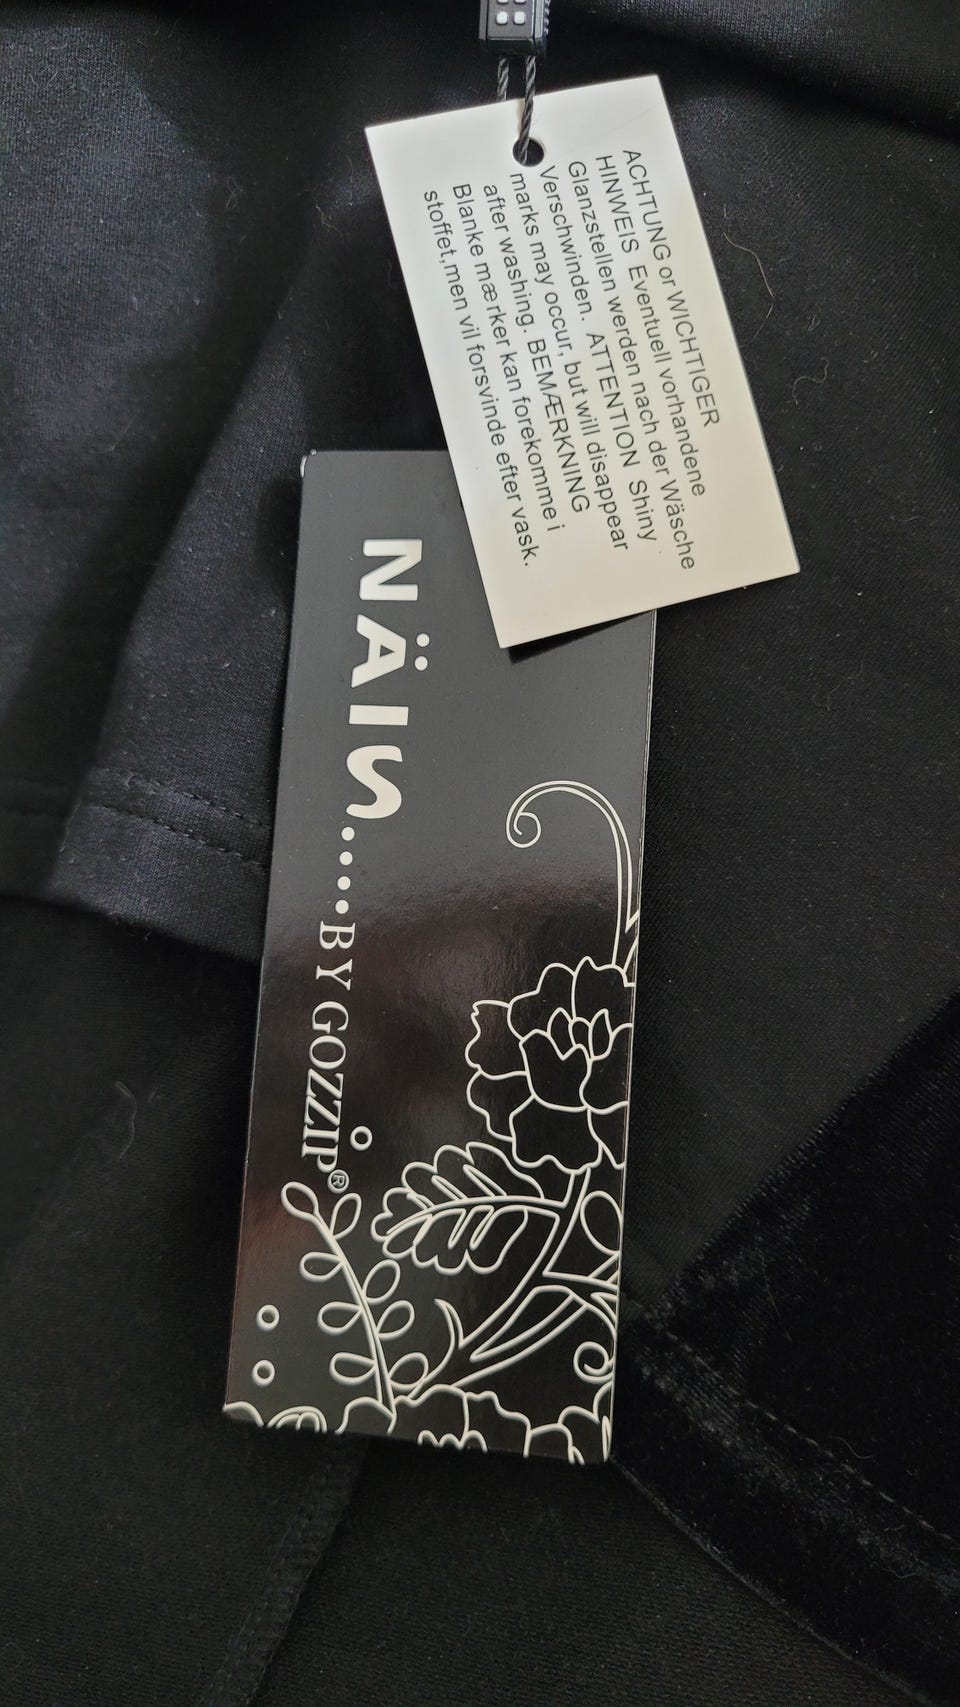 ACHTUNG or WICHTIGER
HINWEIS Eventuell vorhandene
Glanzstellen werden nach der Wäsche
Verschwinden. ATTENTION Shiny
marks may occur, but will disappear
after washing. BEMÆRKNING
Blanke mærker kan forekomme i
stoffet,men vil forsvinde efter vask.
NÄIS.....BY GOZZIP®